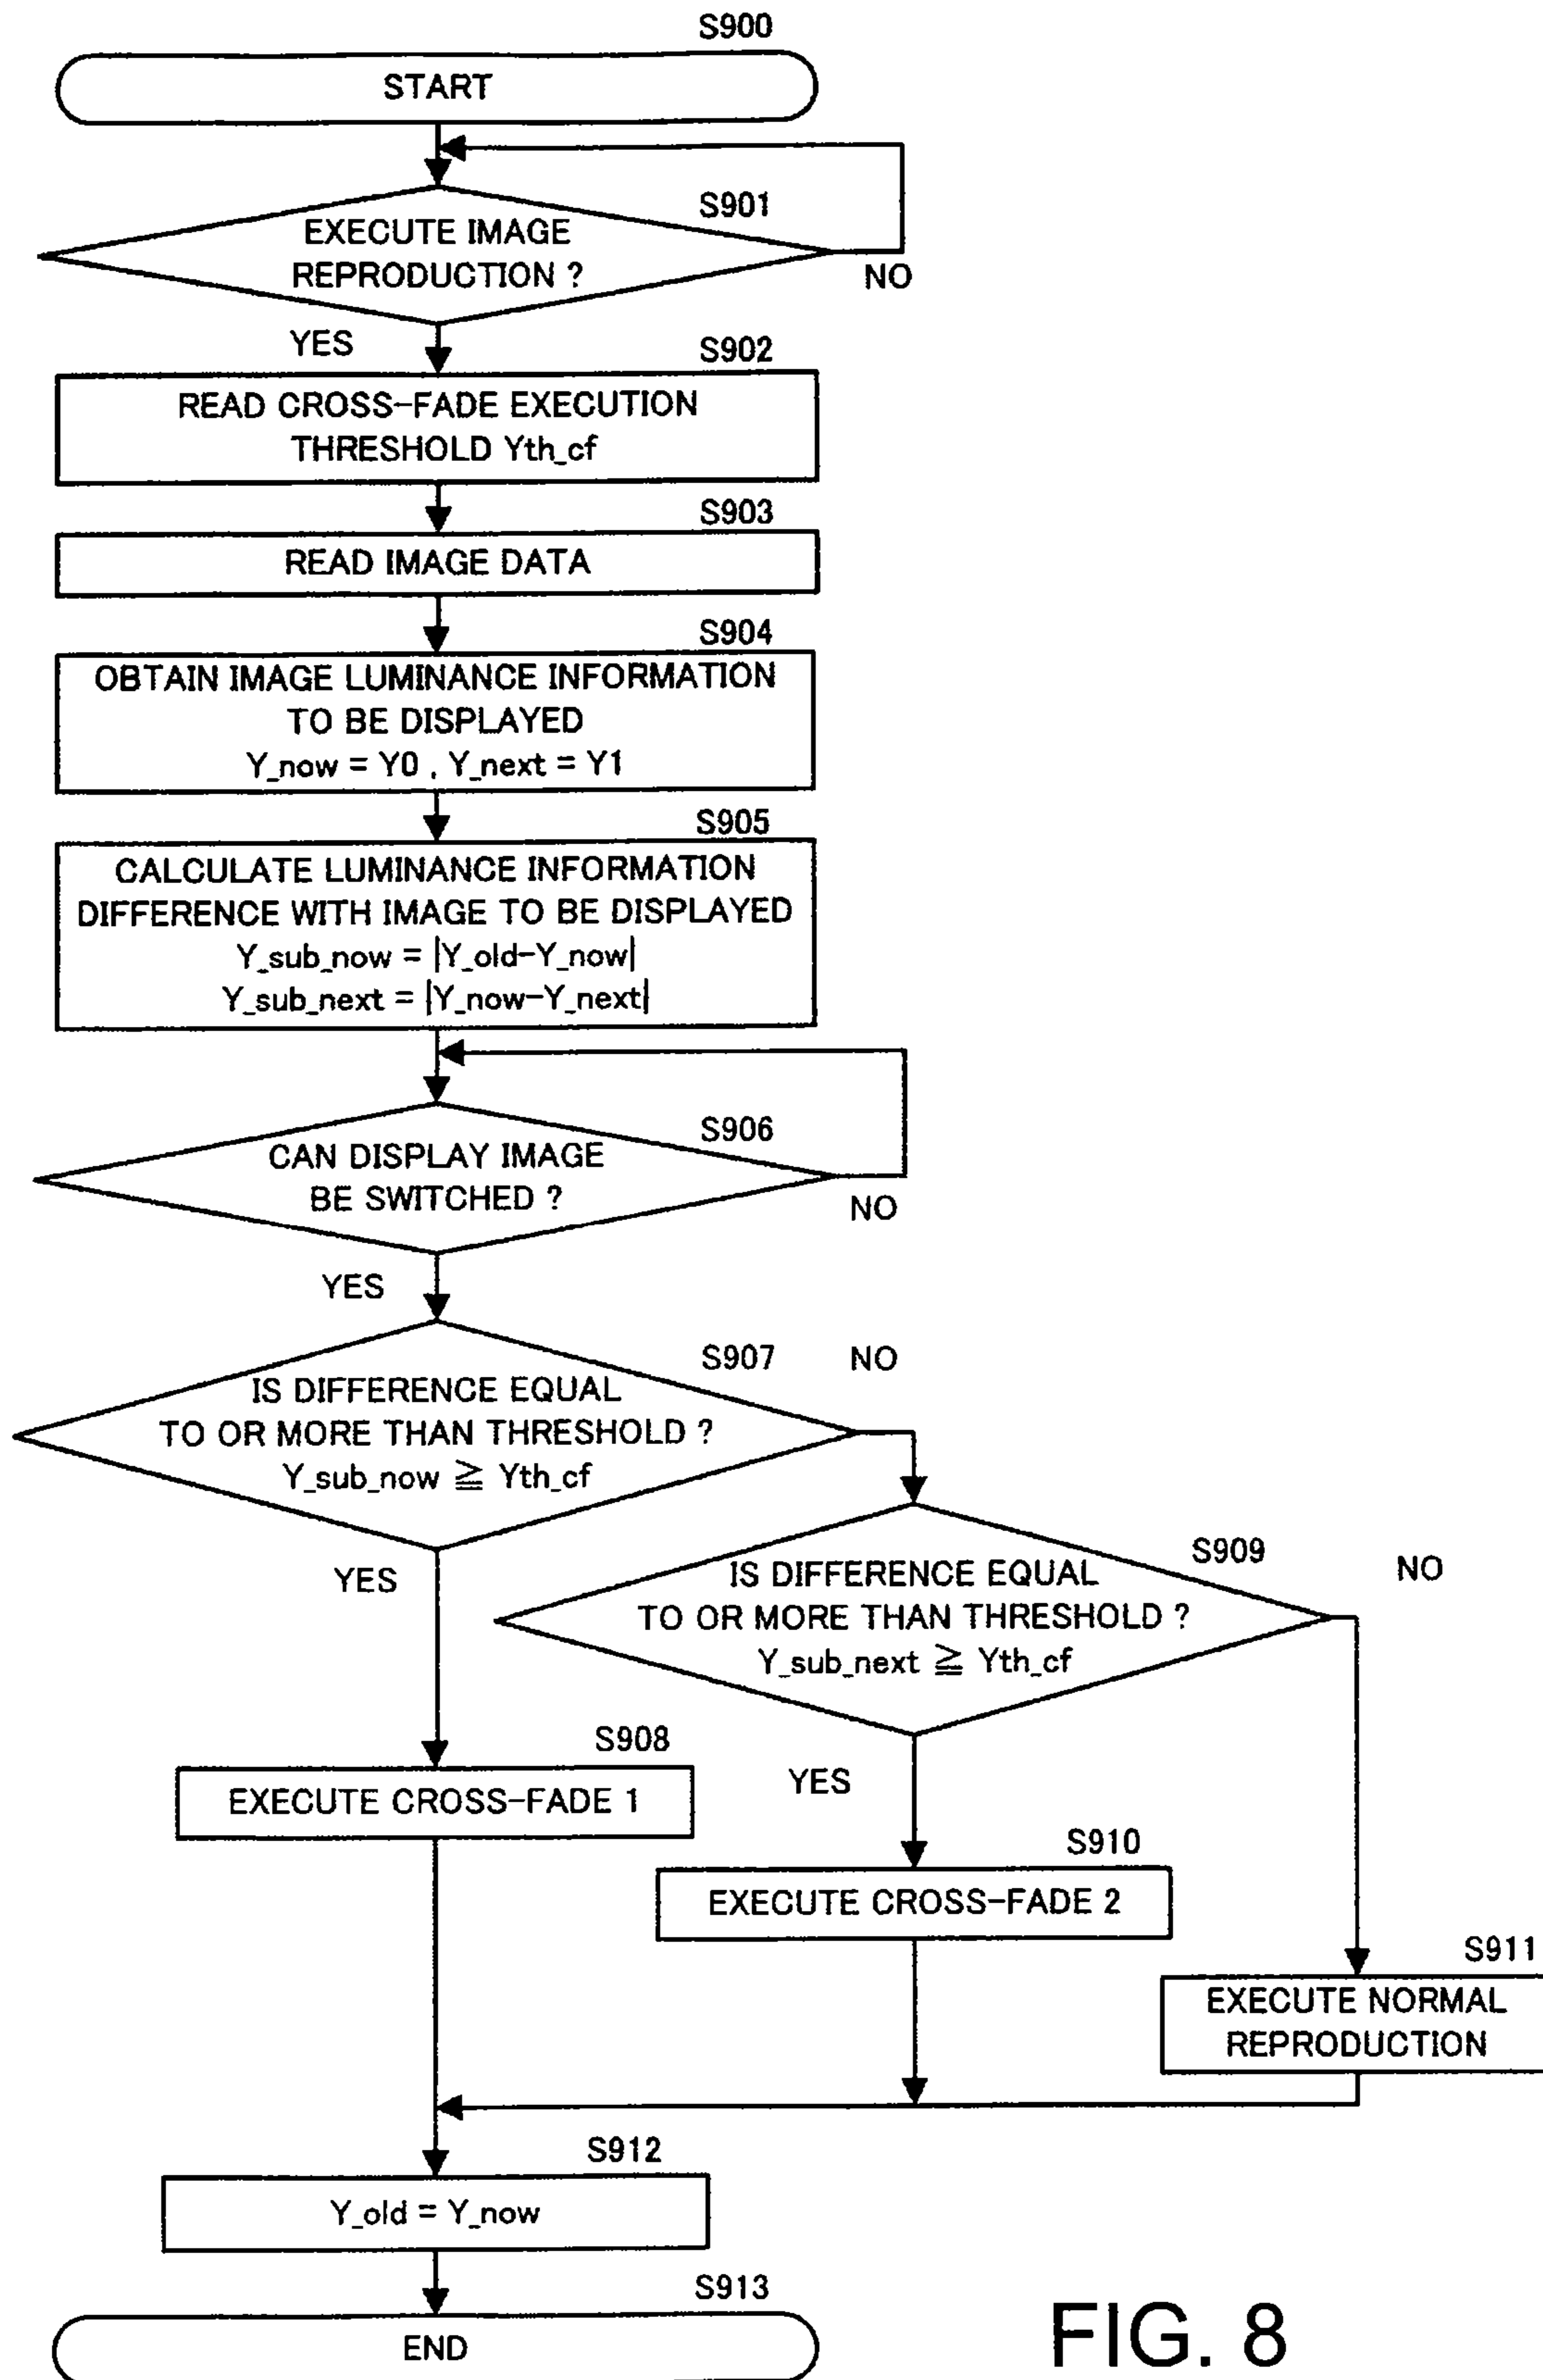 S900
START
S901
EXECUTE IMAGE
REPRODUCTION ?
NO
YES
S902
READ CROSS-FADE EXECUTION
THRESHOLD Yth_cf
S903
READ IMAGE DATA
S904
OBTAIN IMAGE LUMINANCE INFORMATION
TO BE DISPLAYED
Y_now = Y0 , Y_next = Y1
S905
CALCULATE LUMINANCE INFORMATION
DIFFERENCE WITH IMAGE TO BE DISPLAYED
Y_sub_now = |Y_old-Y_now|
Y_sub_next = |Y_now-Y_next|
S906
CAN DISPLAY IMAGE
BE SWITCHED ?
NO
YES
S907
NO
IS DIFFERENCE EQUAL
TO OR MORE THAN THRESHOLD ?
Y_sub_now ≧ Yth_cf
YES
S909
NO
IS DIFFERENCE EQUAL
TO OR MORE THAN THRESHOLD ?
Y_sub_next ≧ Yth_cf
S908
EXECUTE CROSS-FADE 1
YES
S910
EXECUTE CROSS-FADE 2
S911
EXECUTE NORMAL
REPRODUCTION
S912
Y_old = Y_now
S913
END
FIG. 8